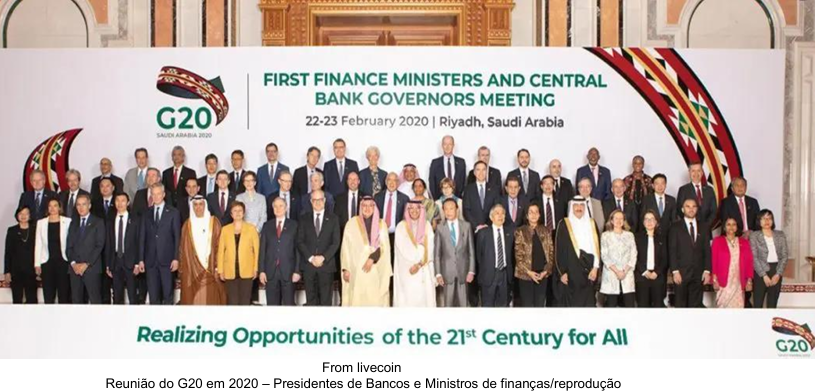 G20
SAUDI ARABIA 2020
FIRST FINANCE MINISTERS AND CENTRAL
BANK GOVERNORS MEETING
22-23 February 2020 | Riyadh, Saudi Arabia
Realizing Opportunities of the 21st Century for All
G20
From livecoin
Reunião do G20 em 2020 – Presidentes de Bancos e Ministros de finanças/reprodução